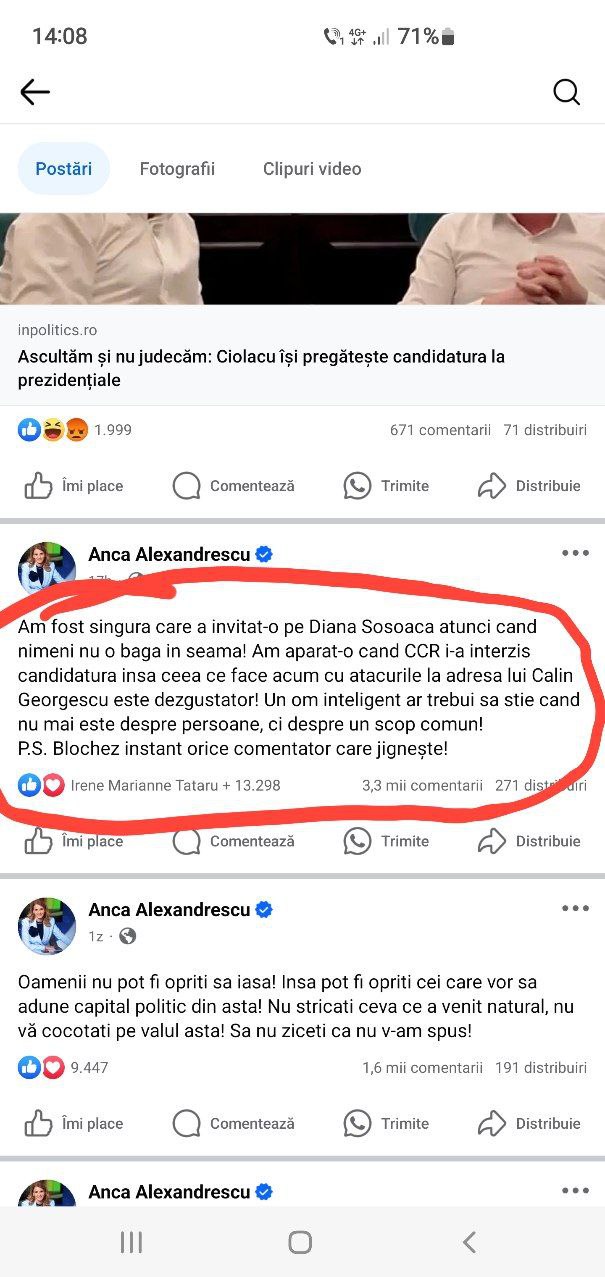 14:08
4G+
71%
Postări
Fotografii
Clipuri video
inpolitics.ro
Ascultăm și nu judecăm: Ciolacu își pregătește candidatura la
prezidențiale
1.999
671 comentarii
71 distribuiri
Îmi place
Comentează
Trimite
Distribuie
Anca Alexandrescu
Am fost singura care a invitat-o pe Diana Sosoaca atunci cand
nimeni nu o baga in seama! Am aparat-o cand CCR i-a interzis
candidatura insa ceea ce face acum cu atacurile la adresa lui Calin
Georgescu este dezgustator! Un om inteligent ar trebui sa stie cand
nu mai este despre persoane, ci despre un scop comun!
P.S. Blochez instant orice comentator care jignește!
Irene Marianne Tataru + 13.298
3,3 mii comentarii
271 distribuiri
Îmi place
Comentează
Trimite
Distribuie
Anca Alexandrescu
1z ·
Oamenii nu pot fi opriti sa iasa! Insa pot fi opriti cei care vor sa
adune capital politic din asta! Nu stricati ceva ce a venit natural, nu
vă cocotati pe valul asta! Sa nu ziceti ca nu v-am spus!
9.447
1,6 mii comentarii
191 distribuiri
Îmi place
Comentează
Trimite
Distribuie
Anca Alexandrescu